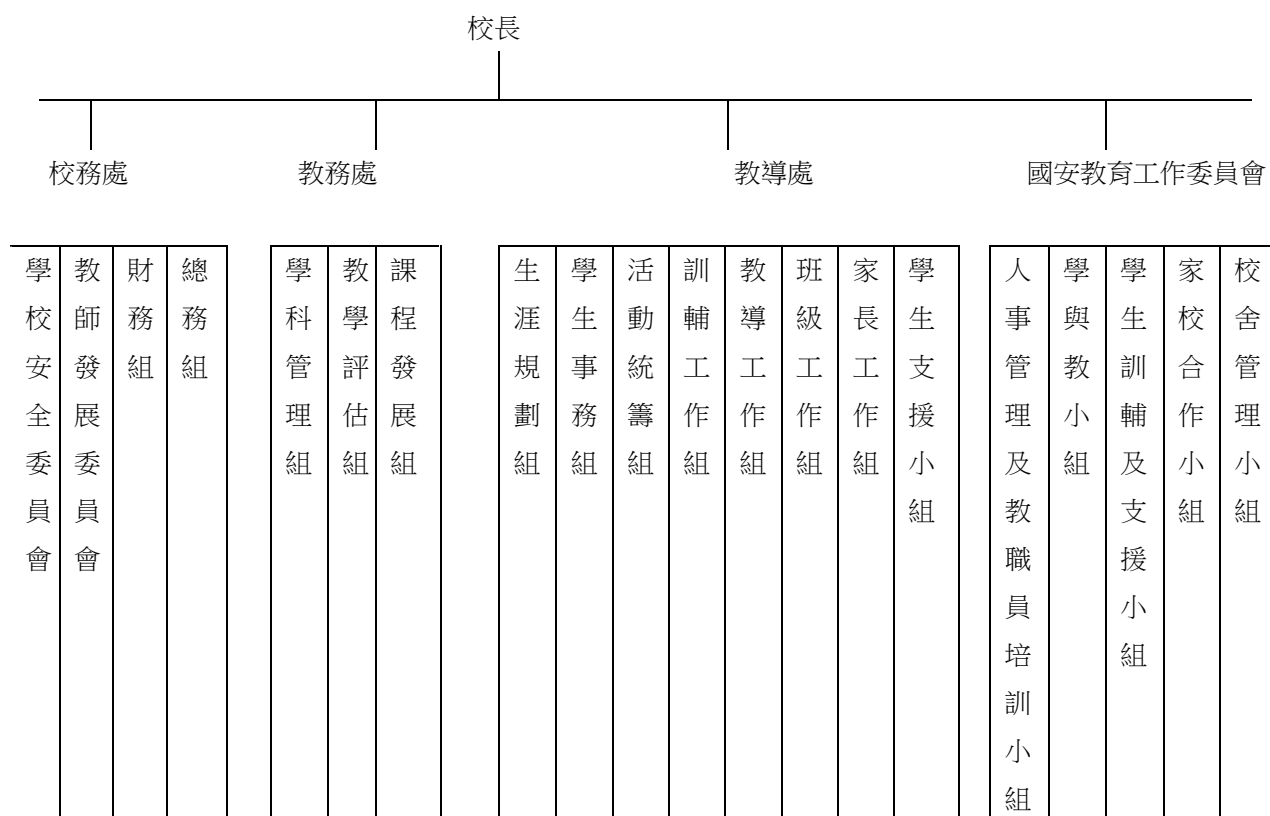 校長
校務處
教務處
教導處
國安教育工作委員會
學校安全委員會
教師發展委員會
財務組
總務組
學科管理組
教學評估組
課程發展組
生涯規劃組
學生事務組
活動統籌組
訓輔工作組
教導工作組
班級工作組
家長工作組
學生支援小組
人事管理及教職員培訓小組
學與教小組
學生訓輔及支援小組
家校合作小組
校舍管理小組